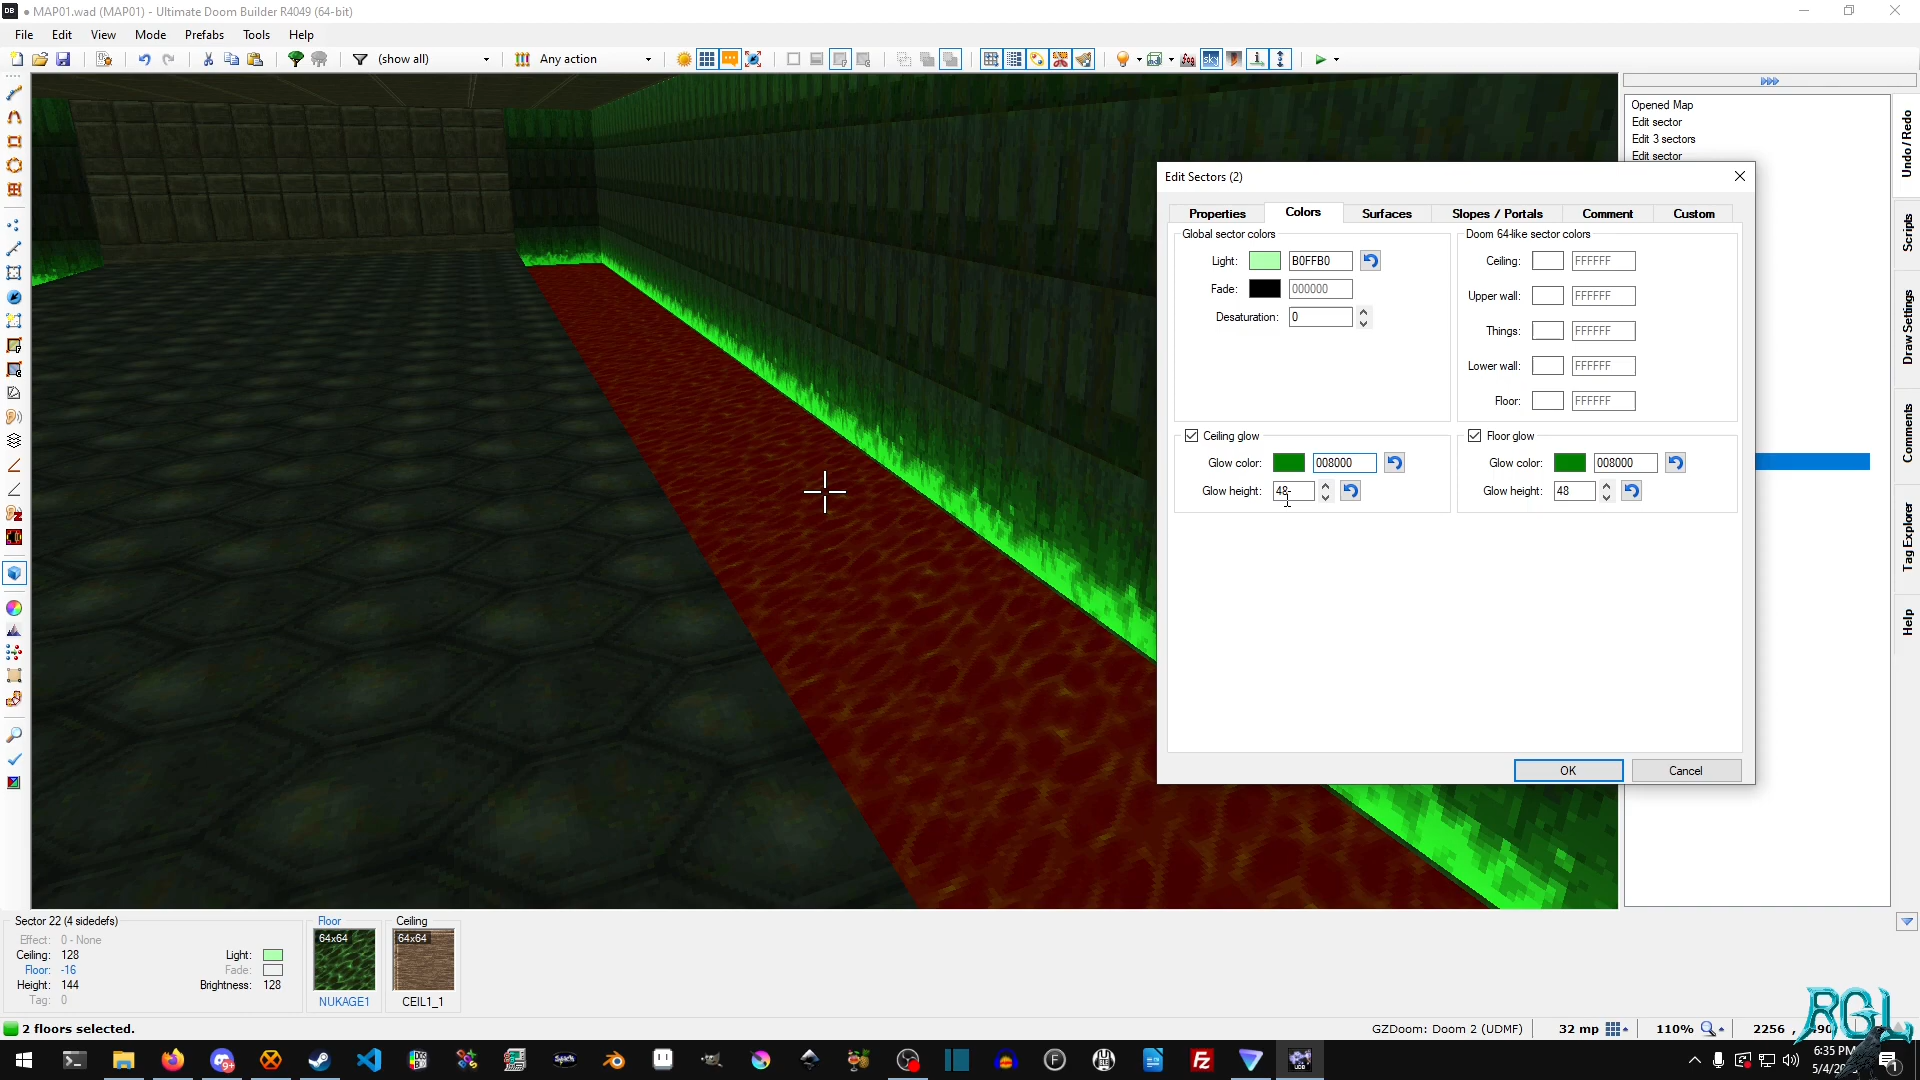 MAP01.wad (MAP01) - Ultimate Doom Builder R4049 (64-bit)
File Edit View Mode Prefabs Tools Help
(show all)
Any action
Opened Map
Edit sector
Edit 3 sectors
Edit sector
Undo / Redo
Scripts
Draw Settings
Comments
Tag Explorer
Help
Edit Sectors (2)
Properties Colors Surfaces Slopes / Portals Comment Custom
Global sector colors
Light: B0FFB0
Fade: 000000
Desaturation: 0
Doom 64-like sector colors
Ceiling: FFFFFF
Upper wall: FFFFFF
Things: FFFFFF
Lower wall: FFFFFF
Floor: FFFFFF
Ceiling glow
Glow color: 008000
Glow height: 48
Floor glow
Glow color: 008000
Glow height: 48
OK Cancel
Sector 22 (4 sidedefs)
Effect: 0 - None
Ceiling: 128
Floor: -16
Height: 144
Tag: 0
Light:
Fade:
Brightness: 128
Floor
64x64
NUKAGE1
Ceiling
64x64
CEIL1_1
2 floors selected.
GZDoom: Doom 2 (UDMF)
32 mp
110%
2256 ,
RGL
6:35 PM